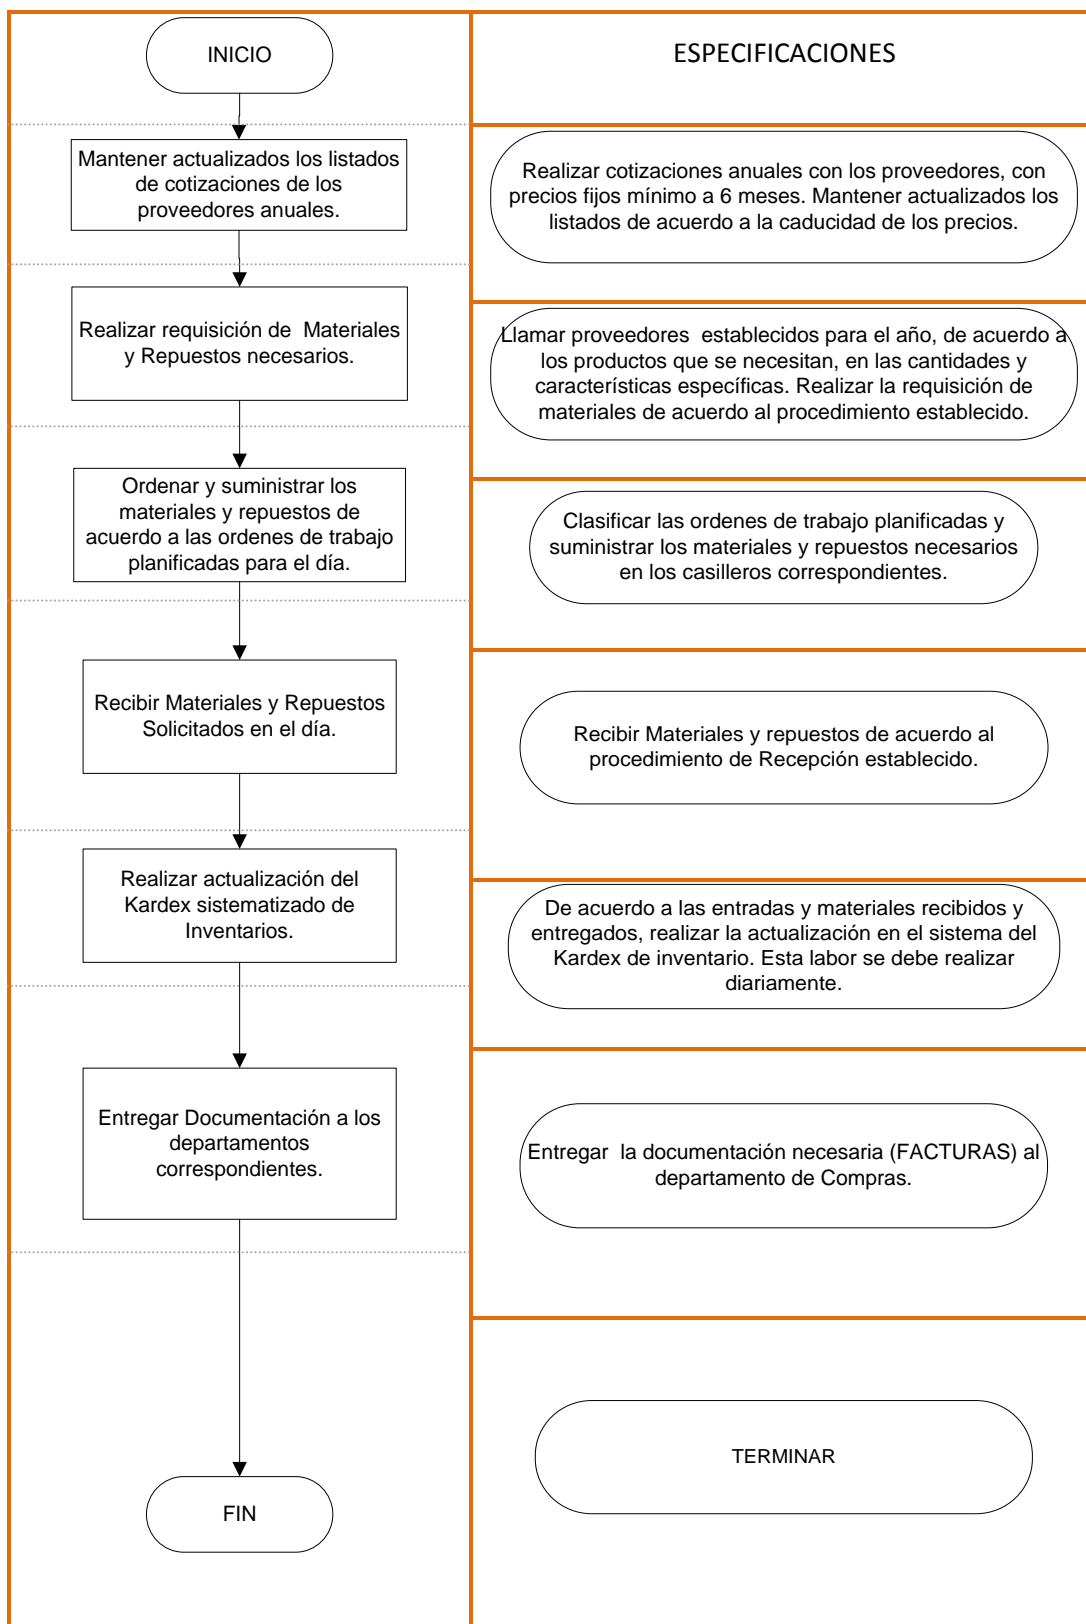 INICIO
ESPECIFICACIONES
Mantener actualizados los listados
de cotizaciones de los
proveedores anuales.
Realizar cotizaciones anuales con los proveedores, con
precios fijos mínimo a 6 meses. Mantener actualizados los
listados de acuerdo a la caducidad de los precios.
Realizar requisición de Materiales
y Repuestos necesarios.
Llamar proveedores establecidos para el año, de acuerdo a
los productos que se necesitan, en las cantidades y
características específicas. Realizar la requisición de
materiales de acuerdo al procedimiento establecido.
Ordenar y suministrar los
materiales y repuestos de
acuerdo a las ordenes de trabajo
planificadas para el día.
Clasificar las ordenes de trabajo planificadas y
suministrar los materiales y repuestos necesarios
en los casilleros correspondientes.
Recibir Materiales y Repuestos
Solicitados en el día.
Recibir Materiales y repuestos de acuerdo al
procedimiento de Recepción establecido.
Realizar actualización del
Kardex sistematizado de
Inventarios.
De acuerdo a las entradas y materiales recibidos y
entregados, realizar la actualización en el sistema del
Kardex de inventario. Esta labor se debe realizar
diariamente.
Entregar Documentación a los
departamentos
correspondientes.
Entregar la documentación necesaria (FACTURAS) al
departamento de Compras.
TERMINAR
FIN